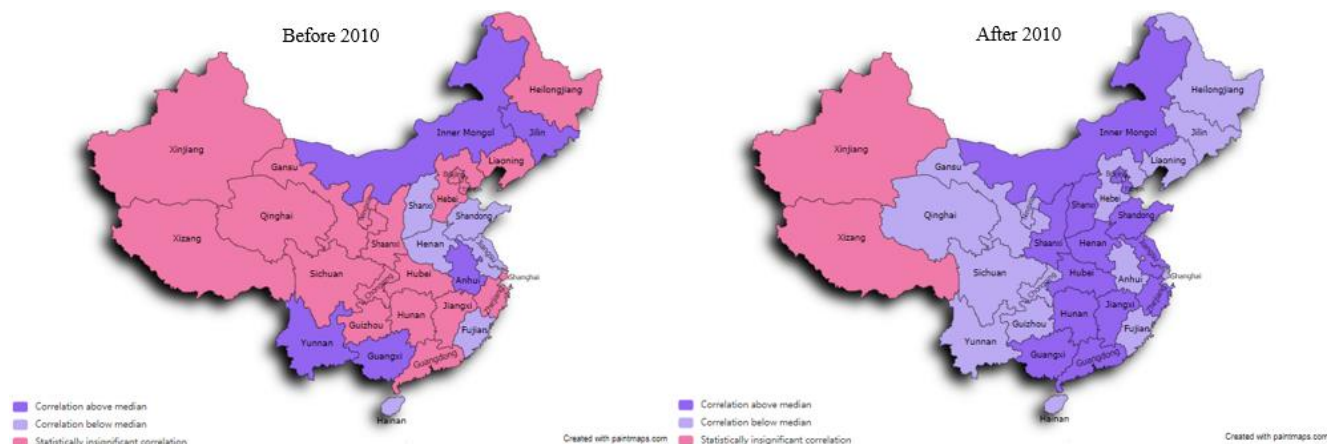 Before 2010
Heilongjiang
Inner Mongol
Jilin
Xinjiang
Liaoning
Gansu
Hebei
Shanxi
Shandong
Qinghai
Shaanxi
Henan
Xizang
Sichuan
Hubei
Anhui
Shanghai
Hunan
Jiangxi
Guizhou
Fujian
Yunnan
Guangxi
Guangdong
Hainan
Correlation above median
Correlation below median
Statistically insignificant correlation
Created with paintmaps.com
After 2010
Heilongjiang
Inner Mongol
Jilin
Xinjiang
Liaoning
Gansu
Hebei
Shanxi
Shandong
Qinghai
Shaanxi
Henan
Xizang
Sichuan
Hubei
Anhui
Shanghai
Hunan
Jiangxi
Guizhou
Fujian
Yunnan
Guangxi
Guangdong
Hainan
Correlation above median
Correlation below median
Statistically insignificant correlation
Created with paintmaps.com